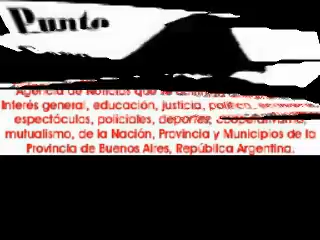 Punto
Agencia de Noticias que se
Interés general, educación, justicia, política,
espectáculos, policiales, deportes, cooperativismo,
mutualismo, de la Nación, Provincia y Municipios de la
Provincia de Buenos Aires, República Argentina.